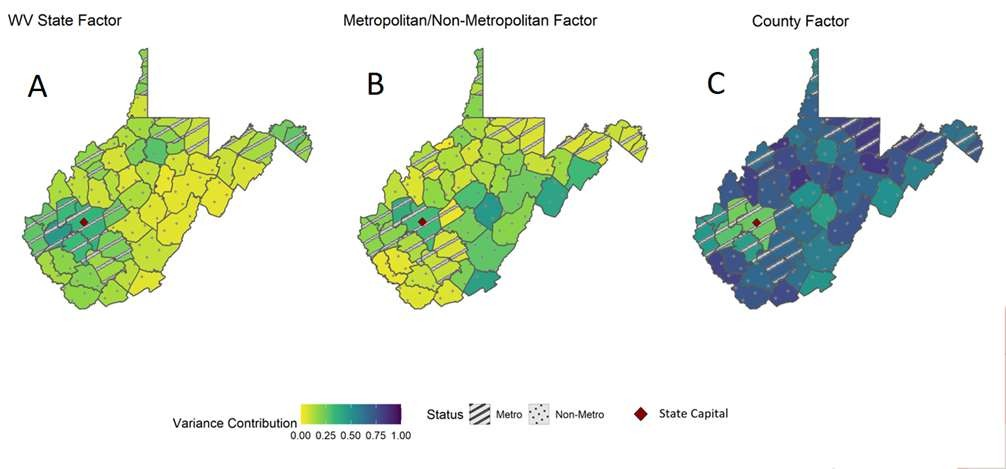 WV State Factor
Metropolitan/Non-Metropolitan Factor
County Factor
A
B
C
Variance Contribution
0.00 0.25 0.50 0.75 1.00
Status
Metro
Non-Metro
State Capital